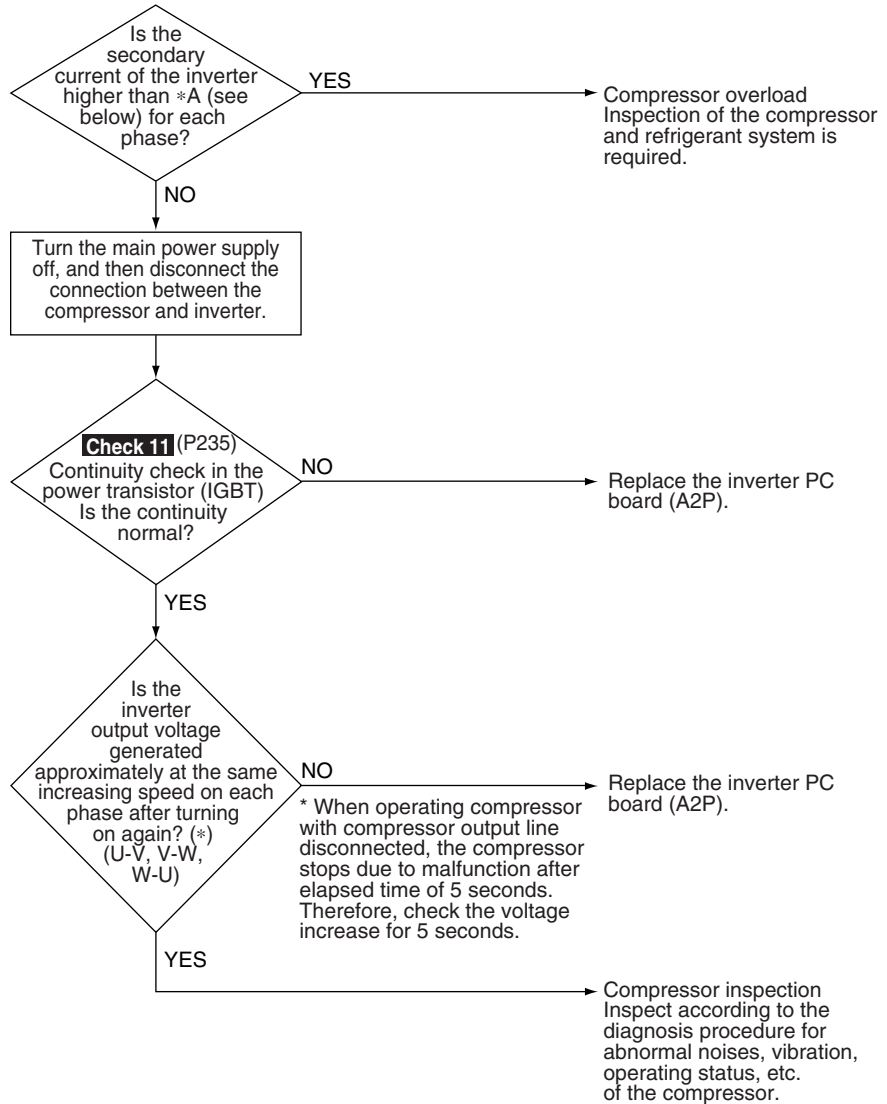 Is the
secondary
current of the inverter
higher than *A (see
below) for each
phase?
YES
Compressor overload
Inspection of the compressor
and refrigerant system is
required.
NO
Turn the main power supply
off, and then disconnect the
connection between the
compressor and inverter.
Check 11 (P235)
Continuity check in the
power transistor (IGBT)
Is the continuity
normal?
NO
Replace the inverter PC
board (A2P).
YES
Is the
inverter
output voltage
generated
approximately at the same
increasing speed on each
phase after turning
on again? (*)
(U-V, V-W,
W-U)
NO
Replace the inverter PC
board (A2P).
* When operating compressor
with compressor output line
disconnected, the compressor
stops due to malfunction after
elapsed time of 5 seconds.
Therefore, check the voltage
increase for 5 seconds.
YES
Compressor inspection
Inspect according to the
diagnosis procedure for
abnormal noises, vibration,
operating status, etc.
of the compressor.